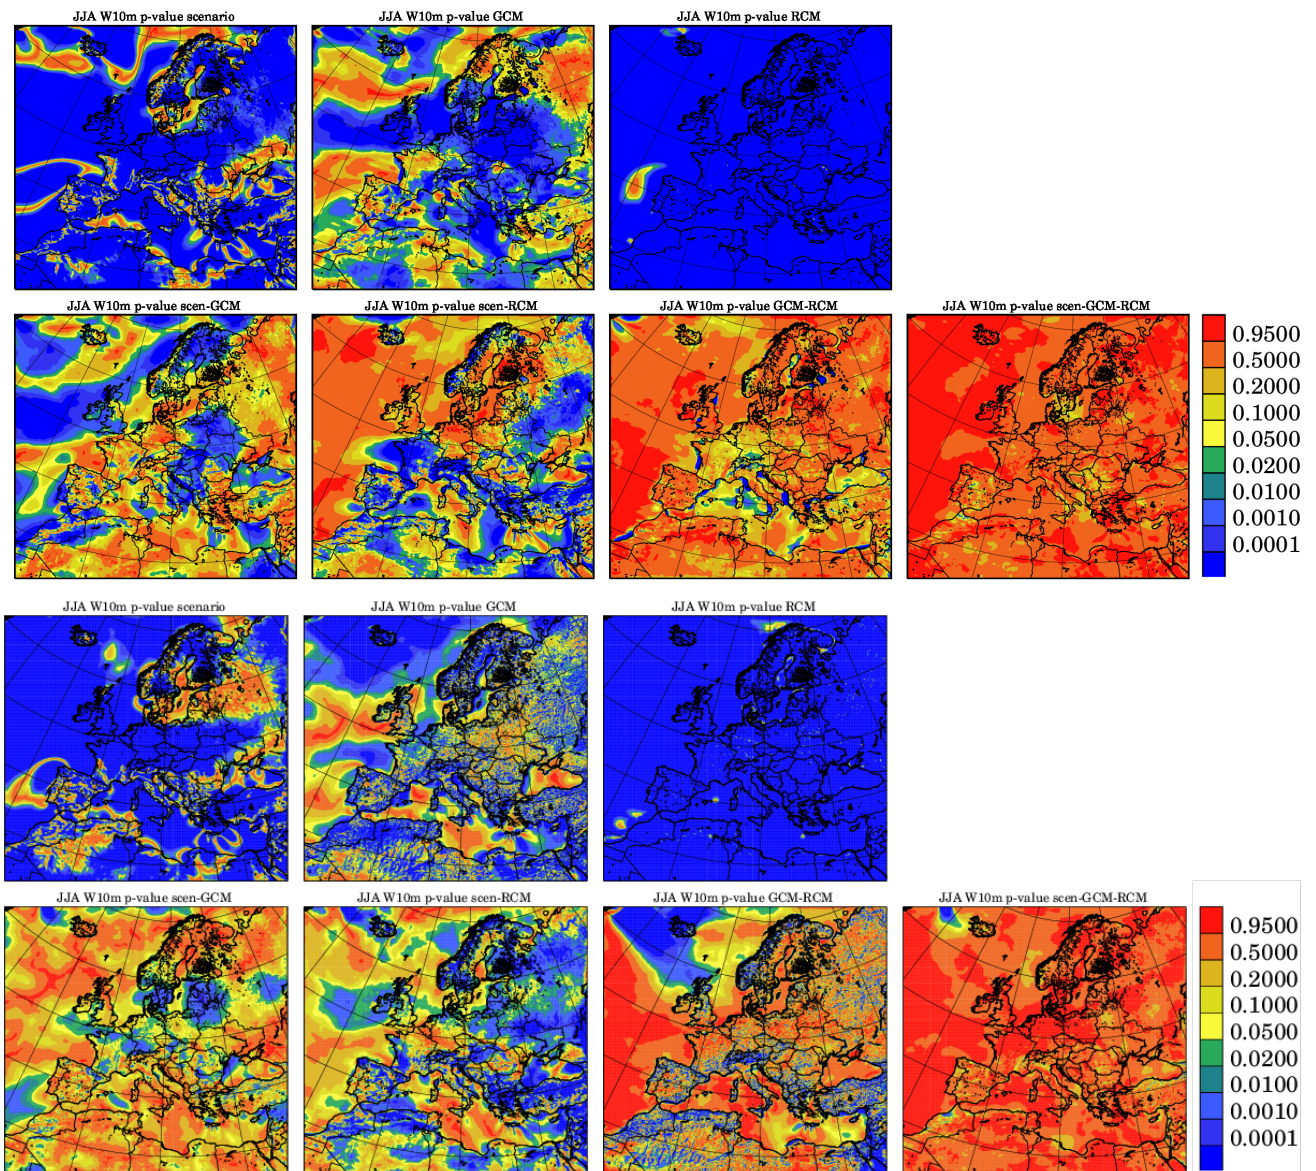 JJA W10m p-value scenario
JJA W10m p-value GCM
JJA W10m p-value RCM
JJA W10m p-value scen-GCM
JJA W10m p-value scen-RCM
JJA W10m p-value GCM-RCM
JJA W10m p-value scen-GCM-RCM
0.9500
0.5000
0.2000
0.1000
0.0500
0.0200
0.0100
0.0010
0.0001
JJA W10m p-value scenario
JJA W10m p-value GCM
JJA W10m p-value RCM
JJA W10m p-value scen-GCM
JJA W10m p-value scen-RCM
JJA W10m p-value GCM-RCM
JJA W10m p-value scen-GCM-RCM
0.9500
0.5000
0.2000
0.1000
0.0500
0.0200
0.0100
0.0010
0.0001